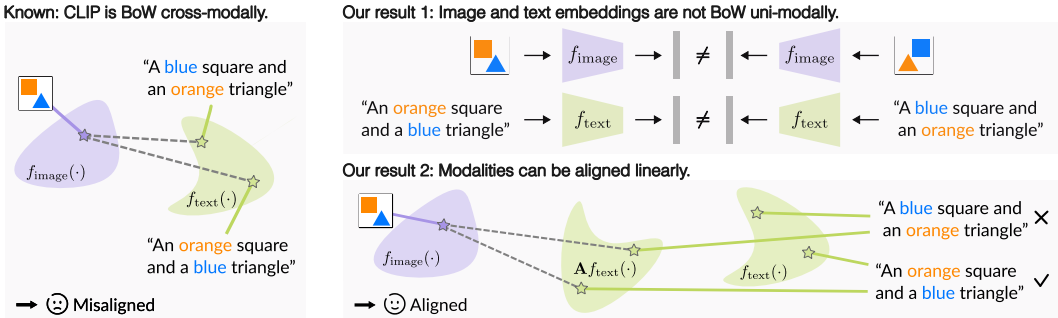 Known: CLIP is BoW cross-modally.
"A blue square and
an orange triangle"
f_image(·)
f_text(·)
"An orange square
and a blue triangle"
Misaligned
Our result 1: Image and text embeddings are not BoW uni-modally.
f_image ≠ f_image
"An orange square
and a blue triangle"
f_text ≠ f_text
"A blue square and
an orange triangle"
Our result 2: Modalities can be aligned linearly.
f_image(·)
Af_text(·)
f_text(·)
"A blue square and
an orange triangle"
"An orange square
and a blue triangle"
Aligned